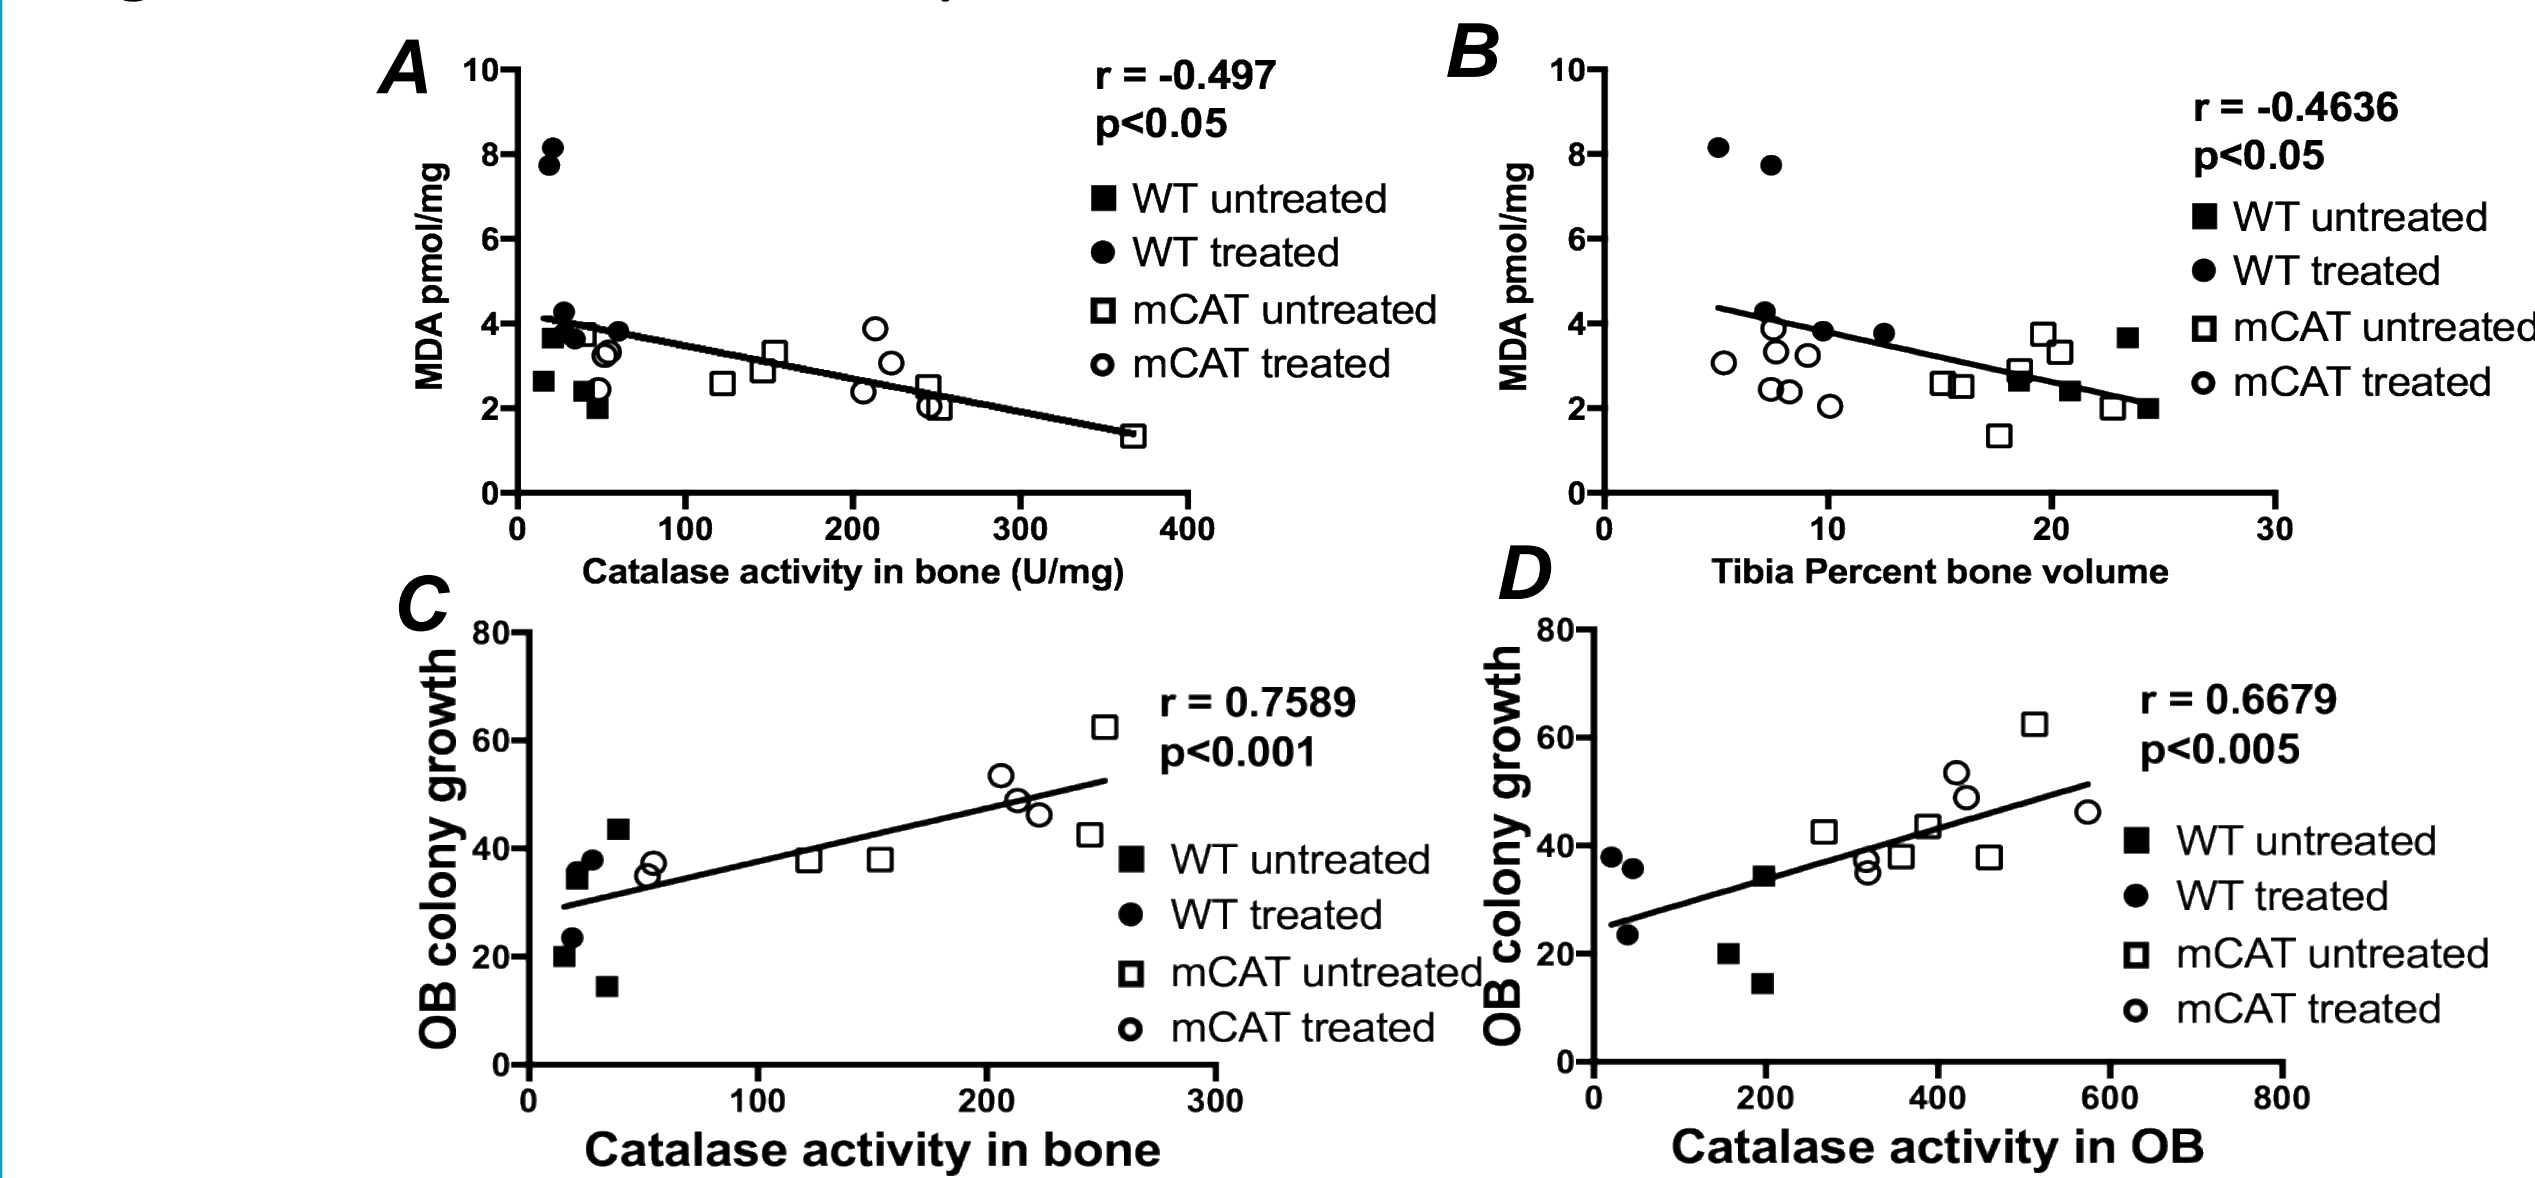 A
10
8
6
4
2
0
MDA pmol/mg
0 100 200 300 400
Catalase activity in bone (U/mg)
r = -0.497
p<0.05
WT untreated
WT treated
mCAT untreated
mCAT treated
B
10
8
6
4
2
0
MDA pmol/mg
0 10 20 30
Tibia Percent bone volume
r = -0.4636
p<0.05
WT untreated
WT treated
mCAT untreated
mCAT treated
C
80
60
40
20
0
OB colony growth
0 100 200 300
Catalase activity in bone
r = 0.7589
p<0.001
WT untreated
WT treated
mCAT untreated
mCAT treated
D
80
60
40
20
0
OB colony growth
0 200 400 600 800
Catalase activity in OB
r = 0.6679
p<0.005
WT untreated
WT treated
mCAT untreated
mCAT treated